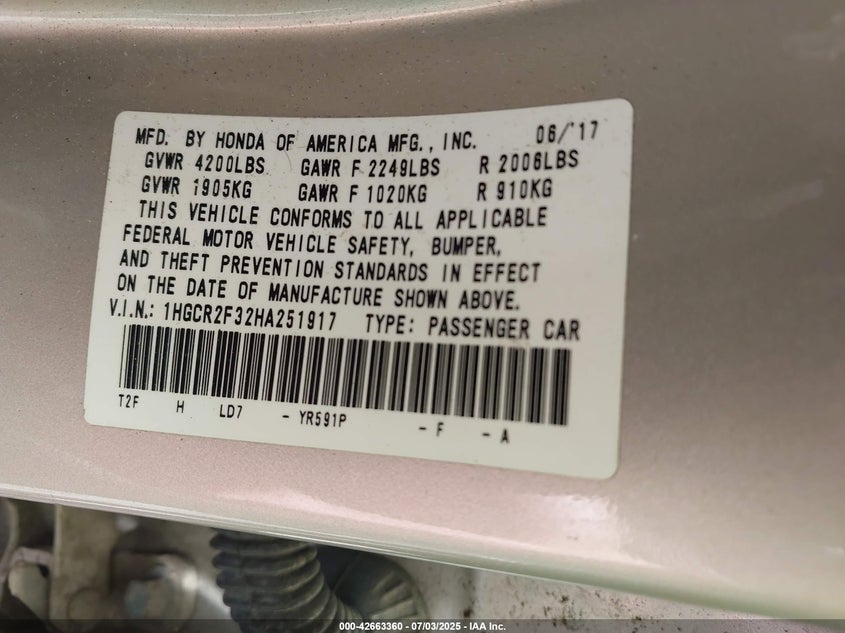 MFD. BY HONDA OF AMERICA MFG., INC. 06/'17
GVWR 4200LBS GAWR F 2249LBS R 2006LBS
GVWR 1905KG GAWR F 1020KG R 910KG
THIS VEHICLE CONFORMS TO ALL APPLICABLE
FEDERAL MOTOR VEHICLE SAFETY, BUMPER,
AND THEFT PREVENTION STANDARDS IN EFFECT
ON THE DATE OF MANUFACTURE SHOWN ABOVE.
V.I.N.: 1HGCR2F32HA251917 TYPE: PASSENGER CAR
T2F H LD7 - YR591P - F - A
000-42663360 - 07/03/2025 - IAA Inc.